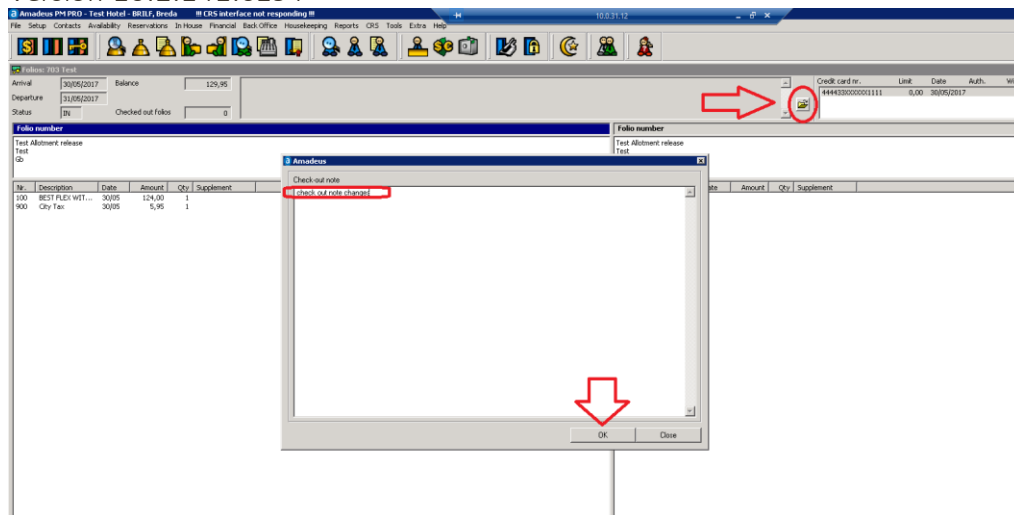 Amadeus PM PRO - Test Hotel - BRILF, Breda !!! CRS interface not responding !!! 10.0.31.12
File Setup Contacts Availability Reservations In House Financial Back Office Housekeeping Reports CRS Tools Extra Help
Folios: 703 Test
Arrival 30/05/2017 Balance 129,95
Departure 31/05/2017
Status IN Checked out folios 0
Credit card nr. Limit Date Auth.
0,00 30/05/2017
Folio number
Test Allotment release
Test
Gb
Folio number
Test Allotment release
Test
Nr. Description Date Amount Qty Supplement
100 BEST FLEX WIT... 30/05 124,00 1
900 City Tax 30/05 5,95 1
Amount Qty Supplement
Amadeus
Check-out note
check out note changed
OK Close